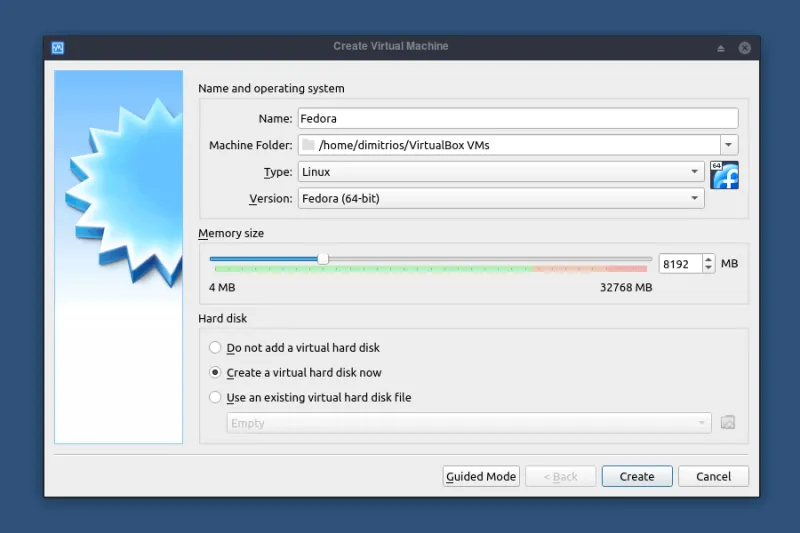 Create Virtual Machine
Name and operating system
Name: Fedora
Machine Folder: /home/dimitrios/VirtualBox VMs
Type: Linux
64
Version: Fedora (64-bit)
Memory size
8192 MB
4 MB 32768 MB
Hard disk
Do not add a virtual hard disk
Create a virtual hard disk now
Use an existing virtual hard disk file
Empty
Guided Mode < Back Create Cancel